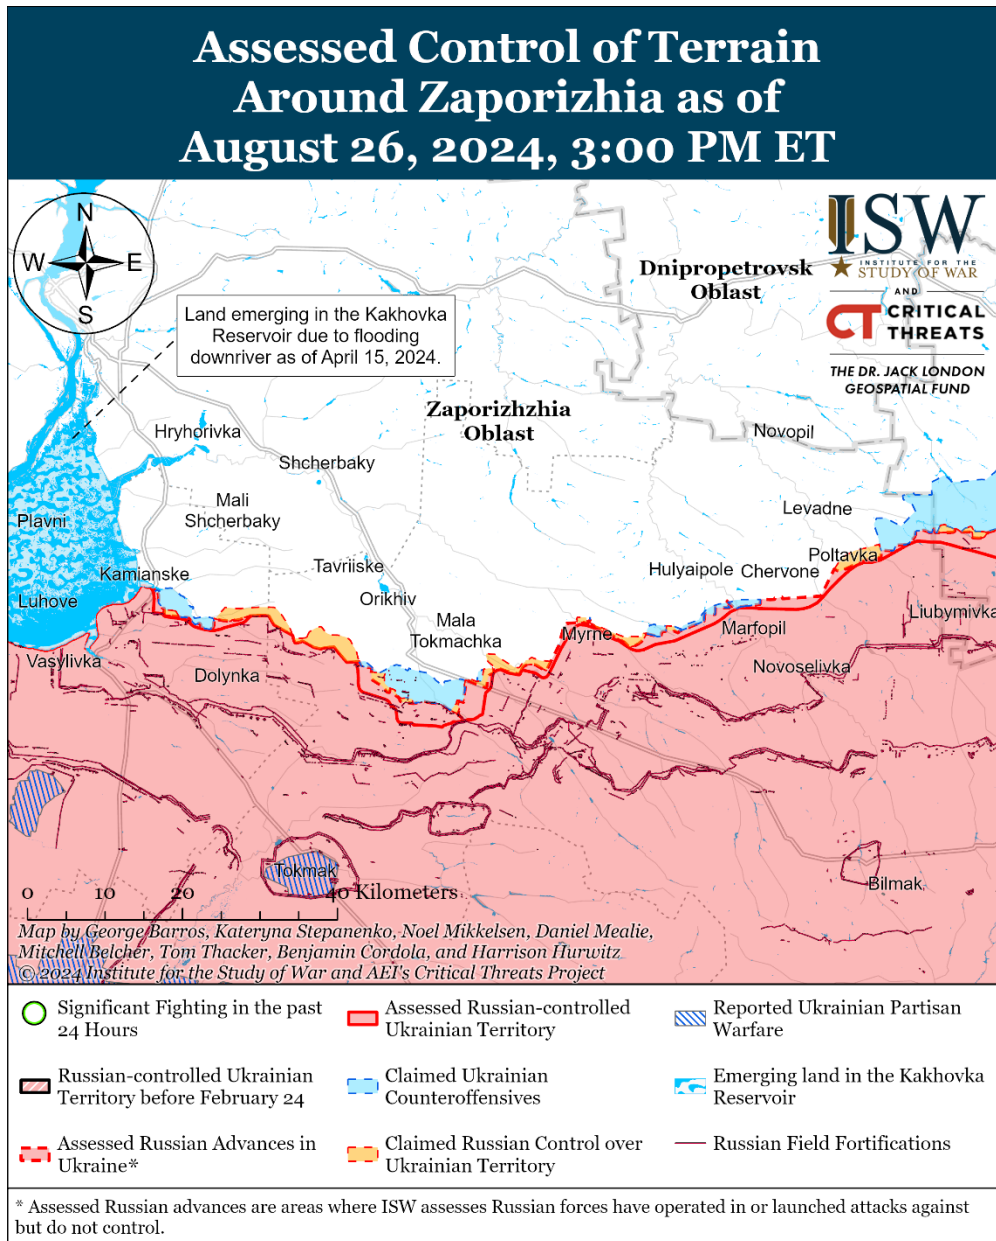 Assessed Control of Terrain
Around Zaporizhia as of
August 26, 2024, 3:00 PM ET
N
W E
S
ISW
INSTITUTE FOR THE
STUDY OF WAR
AND
CT CRITICAL
THREATS
THE DR. JACK LONDON
GEOSPATIAL FUND
Dnipropetrovsk
Oblast
Land emerging in the Kakhovka
Reservoir due to flooding
downriver as of April 15, 2024.
Zaporizhzhia
Oblast
Hryhorivka
Novopil
Shcherbaky
Mali
Shcherbaky
Levadne
Plavni
Poltavka
Tavriiske
Hulyaipole
Chervone
Kamianske
Orikhiv
Luhove
Mala
Tokmachka
Liubymivka
Myrne
Marfopil
Vasylivka
Dolynka
Novoselivka
Tokmak
Bilmak
0 10 20 40 Kilometers
Map by George Barros, Kateryna Stepanenko, Noel Mikkelsen, Daniel Mealie,
Mitchell Belcher, Tom Thacker, Benjamin Cordola, and Harrison Hurwitz
© 2024 Institute for the Study of War and AEI's Critical Threats Project
Significant Fighting in the past
24 Hours
Russian-controlled Ukrainian
Territory before February 24
Assessed Russian Advances in
Ukraine*
Assessed Russian-controlled
Ukrainian Territory
Claimed Ukrainian
Counteroffensives
Claimed Russian Control over
Ukrainian Territory
Reported Ukrainian Partisan
Warfare
Emerging land in the Kakhovka
Reservoir
Russian Field Fortifications
* Assessed Russian advances are areas where ISW assesses Russian forces have operated in or launched attacks against
but do not control.